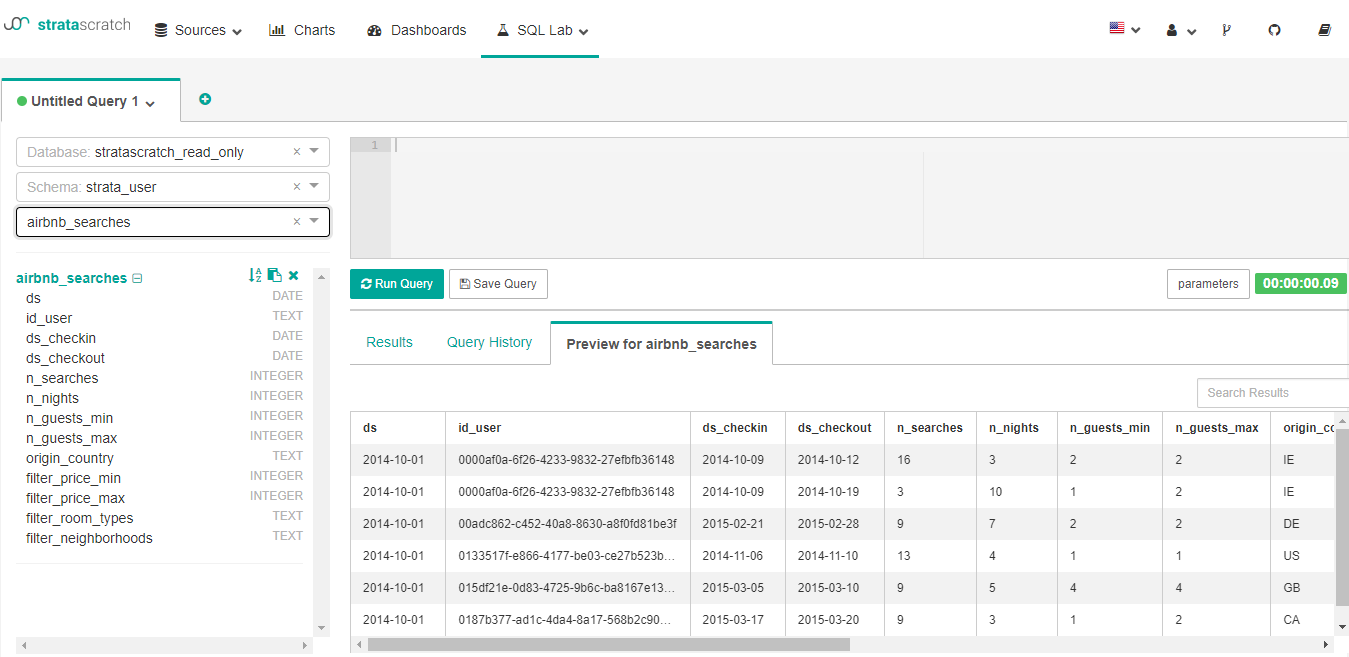 stratascratch Sources Charts Dashboards SQL Lab
Untitled Query 1
Database: stratascratch_read_only ×
Schema: strata_user ×
airbnb_searches ×
1
airbnb_searches
ds DATE
id_user TEXT
ds_checkin DATE
ds_checkout DATE
n_searches INTEGER
n_nights INTEGER
n_guests_min INTEGER
n_guests_max INTEGER
origin_country TEXT
filter_price_min INTEGER
filter_price_max INTEGER
filter_room_types TEXT
filter_neighborhoods TEXT
Run Query Save Query parameters 00:00:00.09
Results Query History Preview for airbnb_searches
Search Results
ds id_user ds_checkin ds_checkout n_searches n_nights n_guests_min n_guests_max origin_cc
2014-10-01 0000af0a-6f26-4233-9832-27efbfb36148 2014-10-09 2014-10-12 16 3 2 2 IE
2014-10-01 0000af0a-6f26-4233-9832-27efbfb36148 2014-10-09 2014-10-19 3 10 1 2 IE
2014-10-01 00adc862-c452-40a8-8630-a8f0fd81be3f 2015-02-21 2015-02-28 9 7 2 2 DE
2014-10-01 0133517f-e866-4177-be03-ce27b523b... 2014-11-06 2014-11-10 13 4 1 1 US
2014-10-01 015df21e-0d83-4725-9b6c-ba8167e13... 2015-03-05 2015-03-10 9 5 4 4 GB
2014-10-01 0187b377-ad1c-4da4-8a17-568b2c90... 2015-03-17 2015-03-20 9 3 1 2 CA